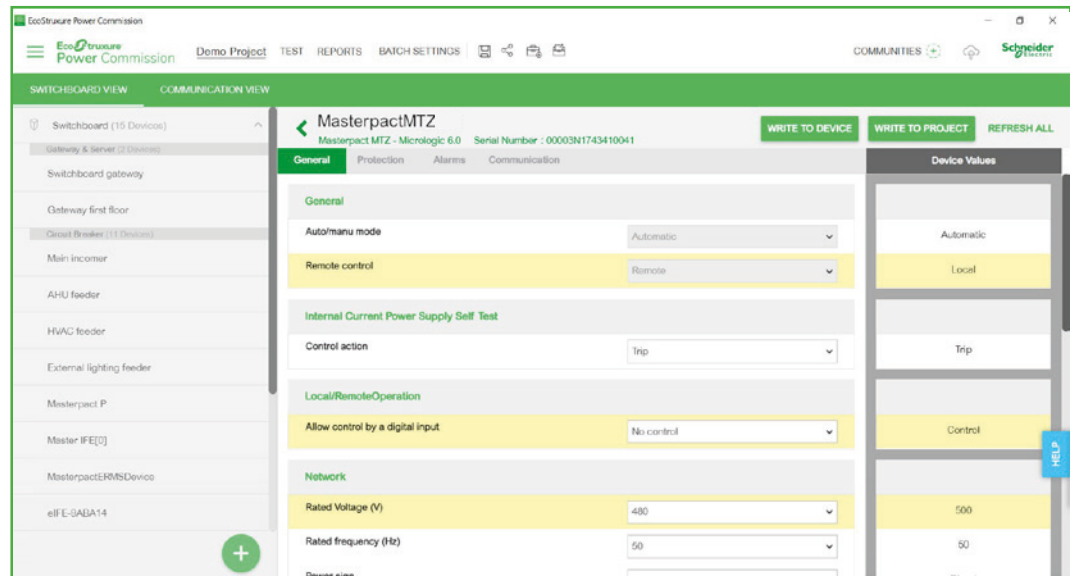 EcoStruxure Power Commission
EcoStruxure
Power Commission
Demo Project TEST REPORTS BATCH SETTINGS
COMMUNITIES
Schneider
Electric
SWITCHBOARD VIEW COMMUNICATION VIEW
Switchboard (15 Devices)
Gateway & Server (2 Devices)
Switchboard gateway
Gateway first floor
Circuit Breaker (11 Devices)
Main incomer
AHU feeder
HVAC feeder
External lighting feeder
Masterpact P
Master IFE[0]
MasterpactERMSDevice
eIFE-9ABA14
MasterpactMTZ
Masterpact MTZ - Micrologic 6.0 Serial Number : 00003N1743410041
WRITE TO DEVICE WRITE TO PROJECT REFRESH ALL
General Protection Alarms Communication Device Values
General
Auto/manu mode Automatic Automatic
Remote control Remote Local
Internal Current Power Supply Self Test
Control action Trip Trip
Local/RemoteOperation
Allow control by a digital input No control Control
HELP
Network
Rated Voltage (V) 480 500
Rated frequency (Hz) 50 50
Power sign